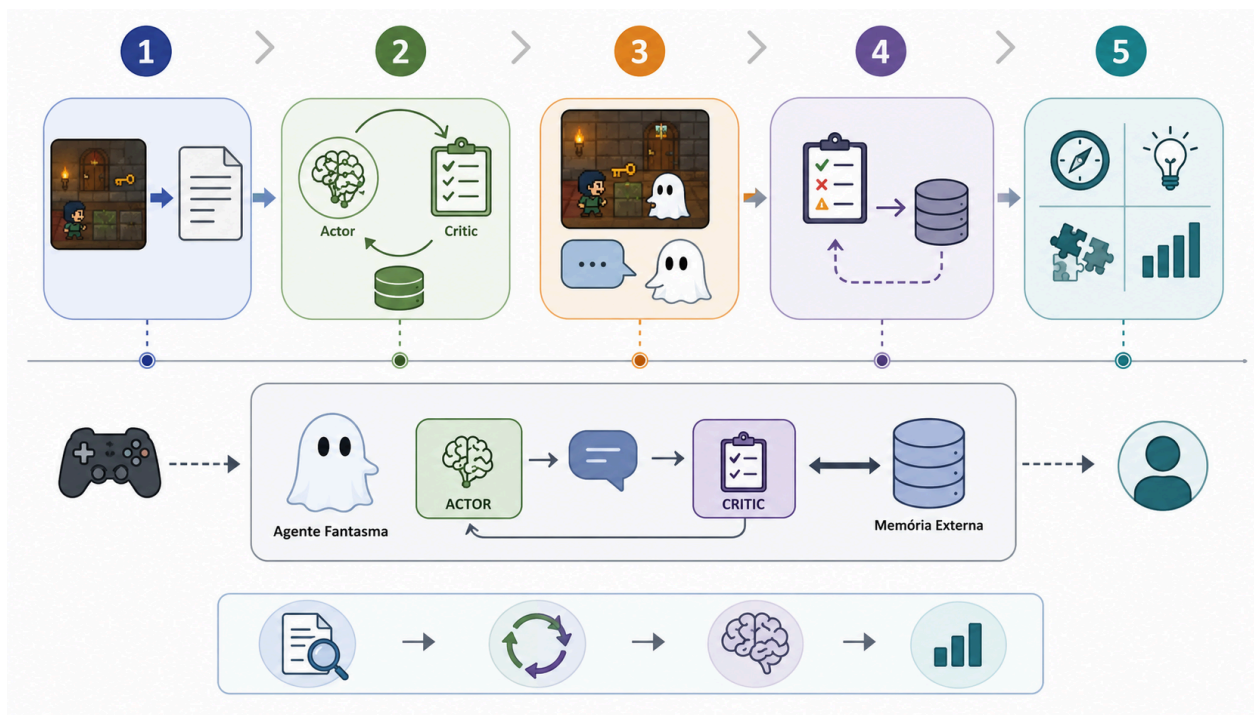 1
2
3
4
5
Actor
Critic
...
Agente Fantasma
ACTOR
CRITIC
Memória Externa